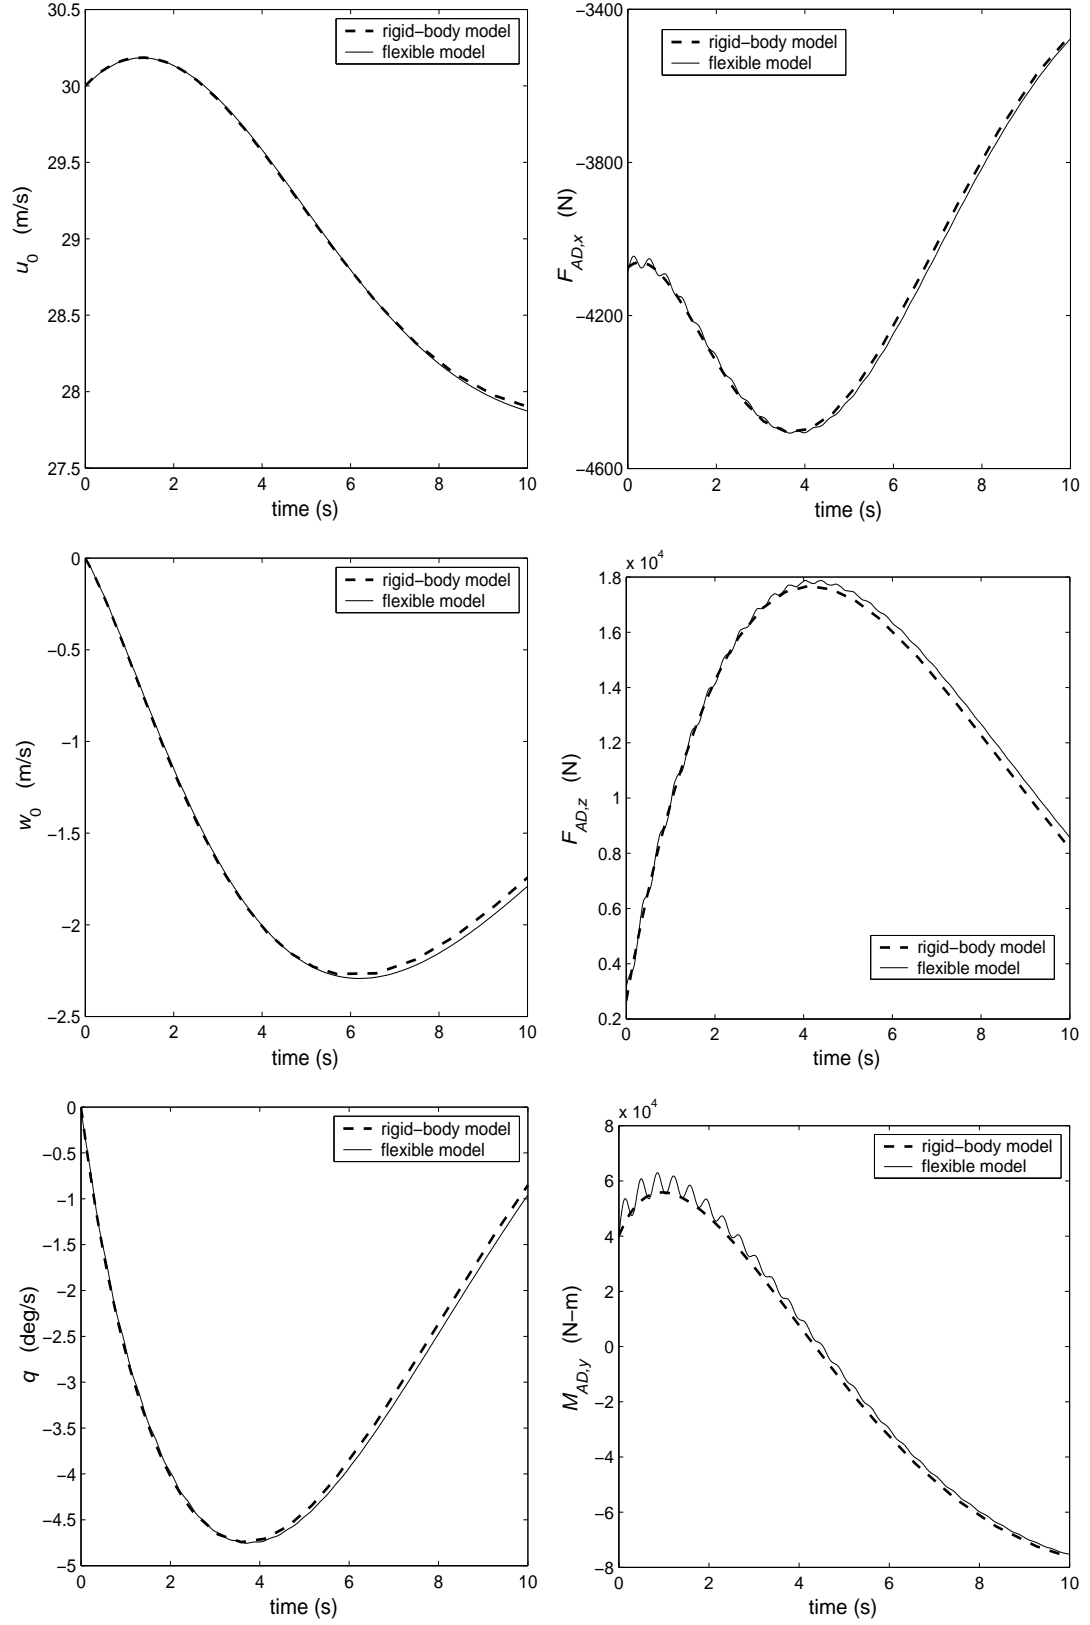 30.5
30
29.5
29
28.5
28
27.5
0 2 4 6 8 10
time (s)
u0 (m/s)
rigid−body model
flexible model
−3400
−3800
−4200
−4600
0 2 4 6 8 10
time (s)
FAD,x (N)
rigid−body model
flexible model
0
−0.5
−1
−1.5
−2
−2.5
0 2 4 6 8 10
time (s)
w0 (m/s)
rigid−body model
flexible model
x 10^4
1.8
1.6
1.4
1.2
1.0
0.8
0.6
0.4
0.2
0 2 4 6 8 10
time (s)
FAD,z (N)
rigid−body model
flexible model
0
−0.5
−1
−1.5
−2
−2.5
−3
−3.5
−4
−4.5
−5
0 2 4 6 8 10
time (s)
q (deg/s)
rigid−body model
flexible model
x 10^4
8
6
4
2
0
−2
−4
−6
−8
0 2 4 6 8 10
time (s)
MAD,y (N−m)
rigid−body model
flexible model